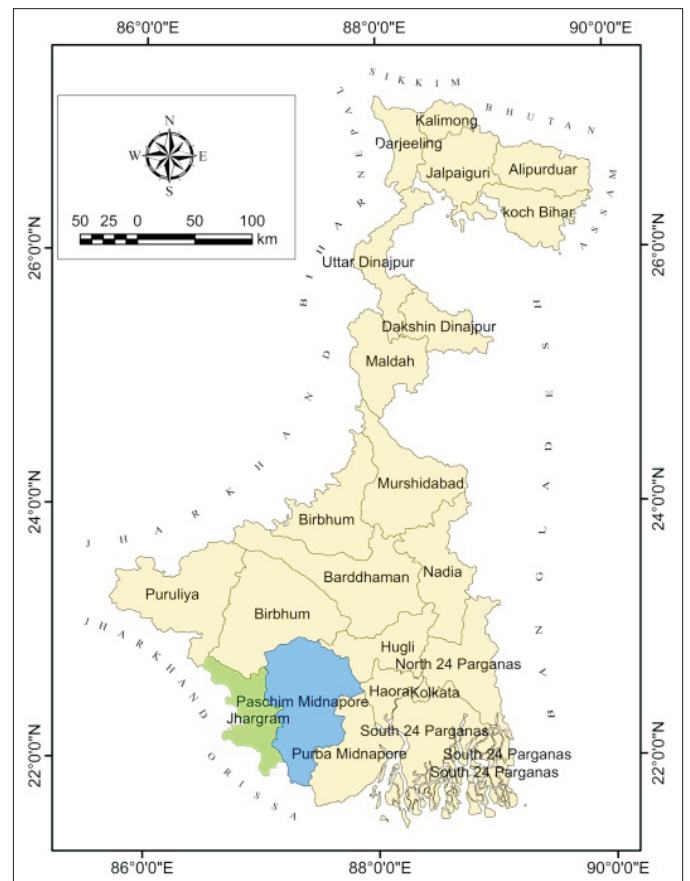 86°0'0"E 88°0'0"E 90°0'0"E
SIKKIM
BHUTAN
NEPAL
ASSAM
BIHAR
JHARKHAND
BANGLADESH
JHARKHAND
ORISSA
N
W E
S
50 25 0 50 100
km
26°0'0"N 26°0'0"N
24°0'0"N 24°0'0"N
22°0'0"N 22°0'0"N
Kalimong
Darjeeling
Jalpaiguri
Alipurduar
koch Bihar
Uttar Dinajpur
Dakshin Dinajpur
Maldah
Murshidabad
Birbhum
Barddhaman
Nadia
Puruliya
Birbhum
Hugli
North 24 Parganas
Haora
Kolkata
Paschim Midnapore
Jhargram
South 24 Parganas
Purba Midnapore
South 24 Parganas
South 24 Parganas
86°0'0"E 88°0'0"E 90°0'0"E